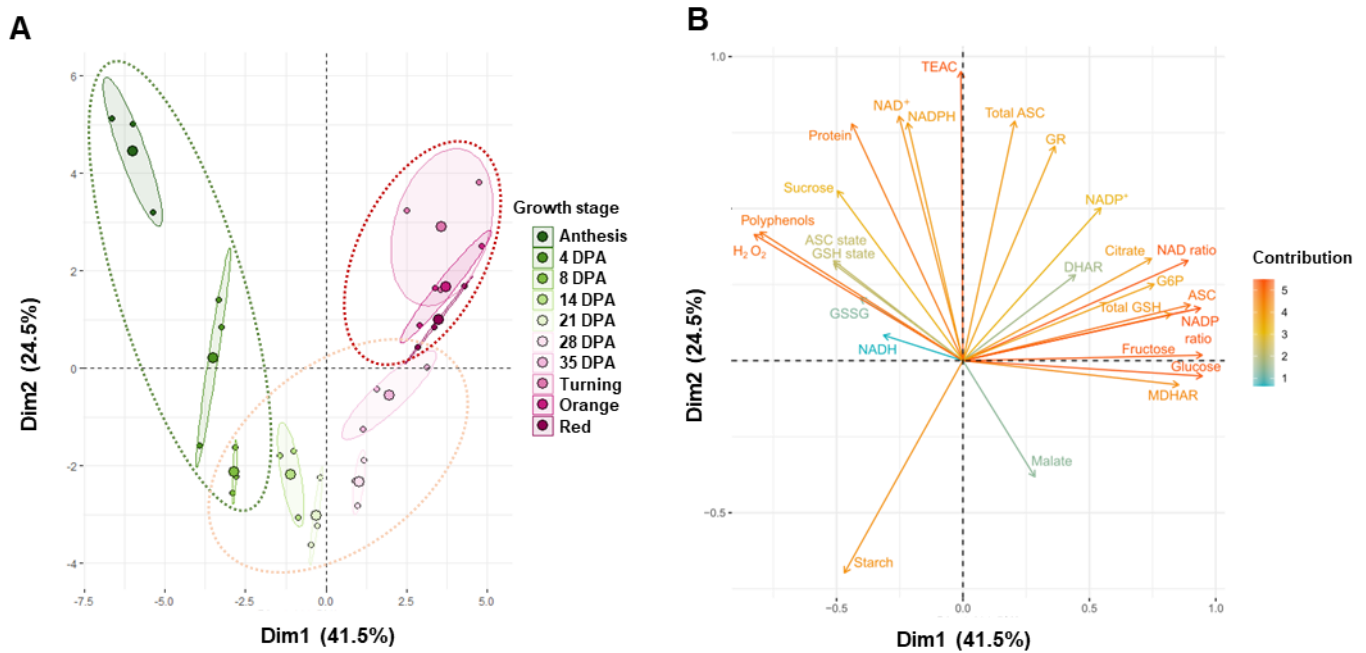 A
6
4
2
0
-2
-4
-7.5
-5.0
-2.5
0.0
2.5
5.0
Dim2 (24.5%)
Dim1 (41.5%)
Growth stage
Anthesis
4 DPA
8 DPA
14 DPA
21 DPA
28 DPA
35 DPA
Turning
Orange
Red
B
1.0
−0.5
−0.5
0.0
0.5
1.0
Dim2 (24.5%)
Dim1 (41.5%)
TEAC
NAD+
NADPH
Total ASC
Protein
GR
Sucrose
NADP+
Polyphenols
H2 O2
ASC state
GSH state
Citrate
NAD ratio
DHAR
G6P
GSSG
Total GSH
ASC
NADP
ratio
NADH
Fructose
Glucose
MDHAR
Malate
Starch
Contribution
5
4
3
2
1